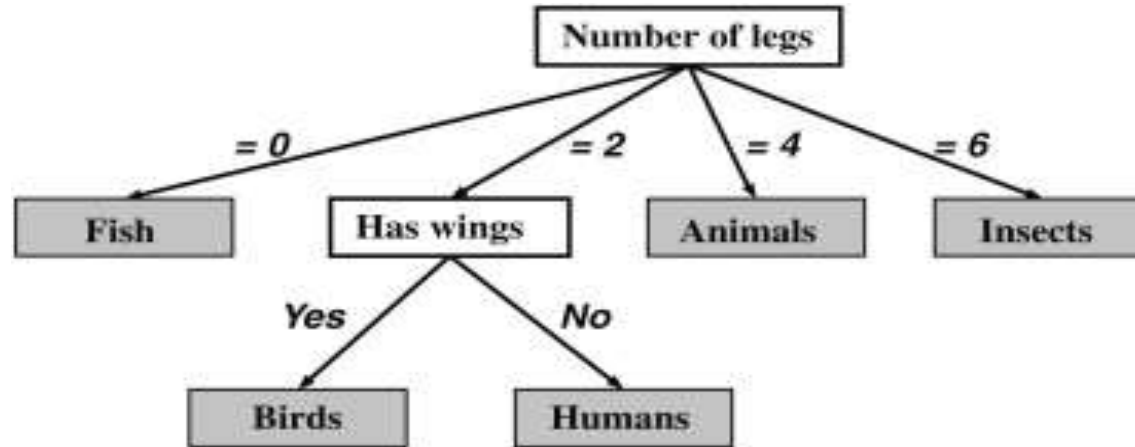 Number of legs
= 0
= 2
= 4
= 6
Fish
Has wings
Animals
Insects
Yes
No
Birds
Humans